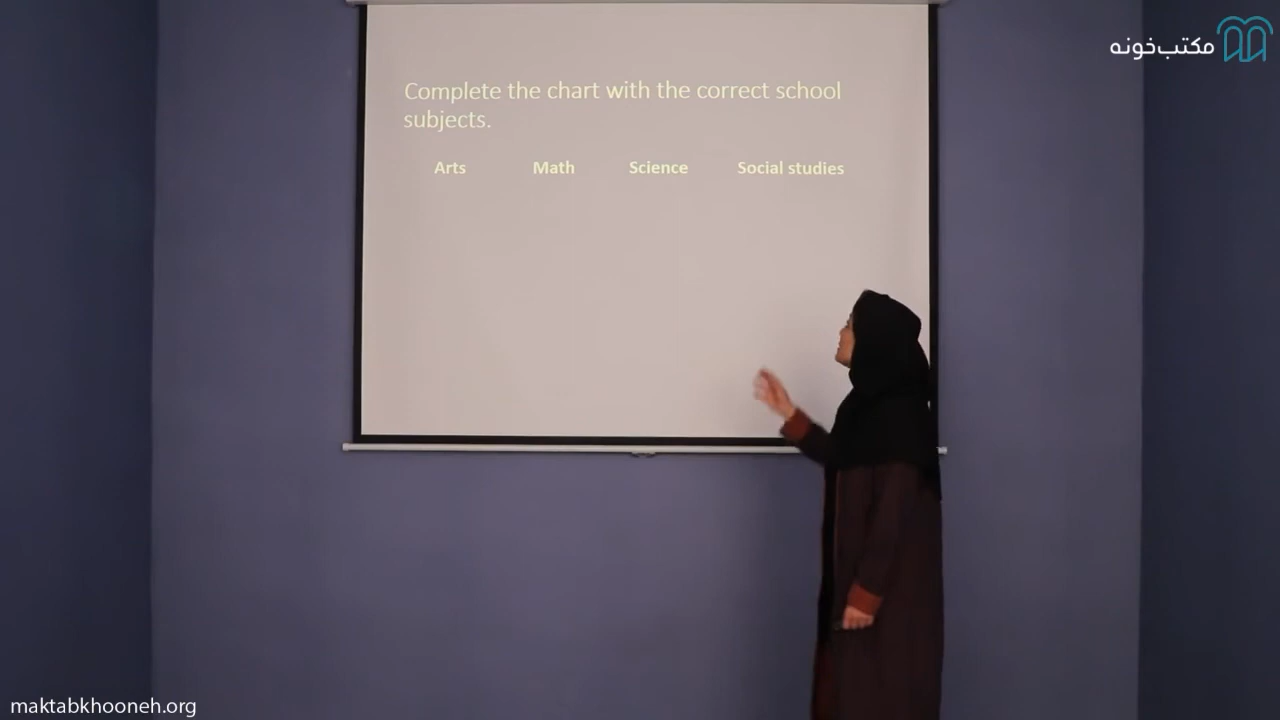 مکتب‌خونه
Complete the chart with the correct school
subjects.
Arts Math Science Social studies
maktabkhooneh.org